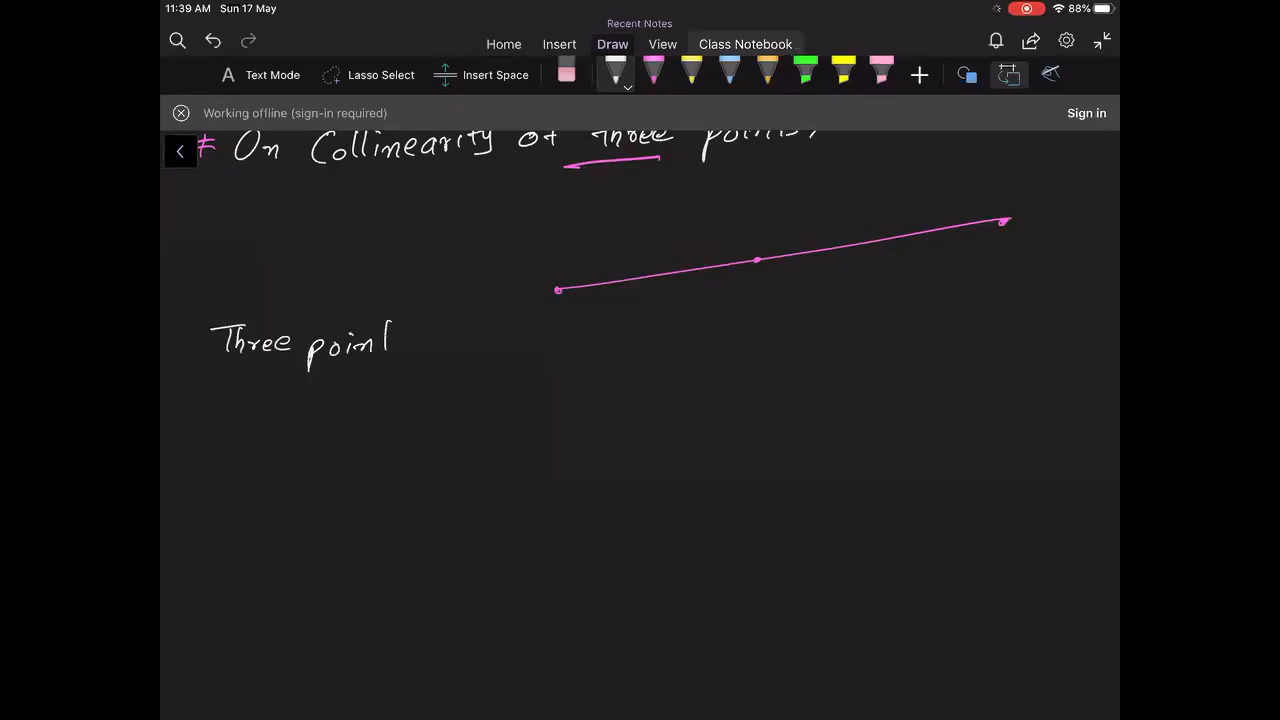 11:39 AM Sun 17 May
88%
Recent Notes
Home Insert Draw View Class Notebook
Text Mode Lasso Select Insert Space
Working offline (sign-in required) Sign in
On Collinearity of three points
Three point